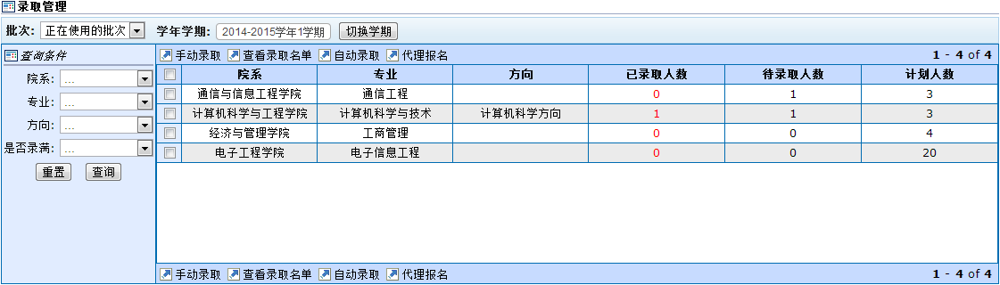 录取管理
批次: 正在使用的批次 学年学期: 2014-2015学年1学期 切换学期
查询条件
院系: ...
专业: ...
方向: ...
是否录满: ...
重置 查询
手动录取 查看录取名单 自动录取 代理报名 1 - 4 of 4
院系 专业 方向 已录取人数 待录取人数 计划人数
通信与信息工程学院 通信工程 0 1 3
计算机科学与工程学院 计算机科学与技术 计算机科学方向 1 1 3
经济与管理学院 工商管理 0 0 4
电子工程学院 电子信息工程 0 0 20
手动录取 查看录取名单 自动录取 代理报名 1 - 4 of 4